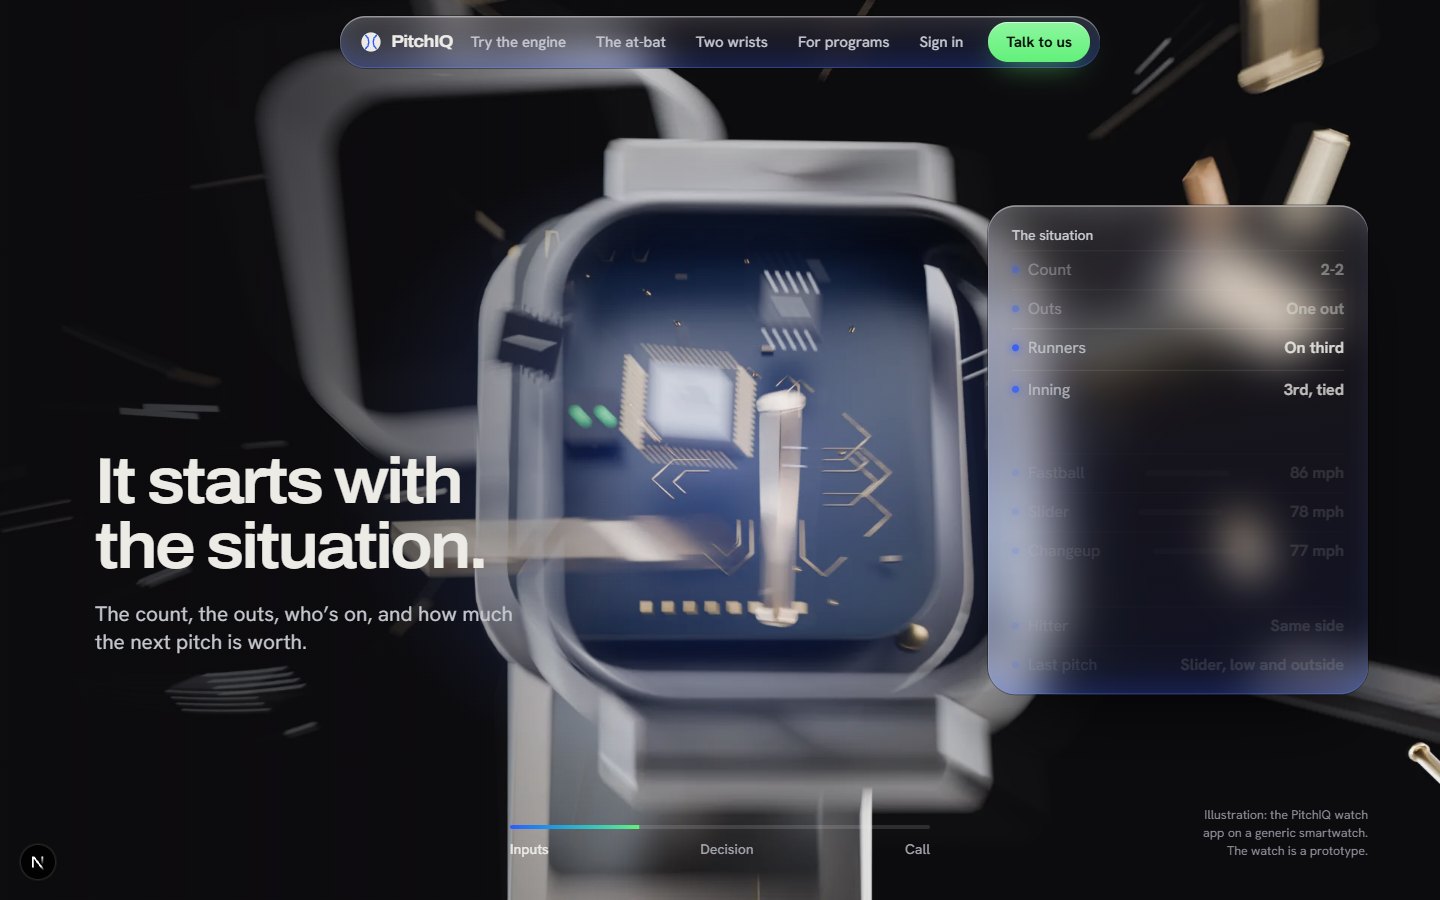 PitchIQ
Try the engine
The at-bat
Two wrists
For programs
Sign in
Talk to us
The situation
Count 2-2
Outs One out
Runners On third
Inning 3rd, tied
Fastball 86 mph
Slider 78 mph
Changeup 77 mph
Hitter Same side
Last pitch Slider, low and outside
It starts with
the situation.
The count, the outs, who’s on, and how much
the next pitch is worth.
Inputs
Decision
Call
Illustration: the PitchIQ watch
app on a generic smartwatch.
The watch is a prototype.
N